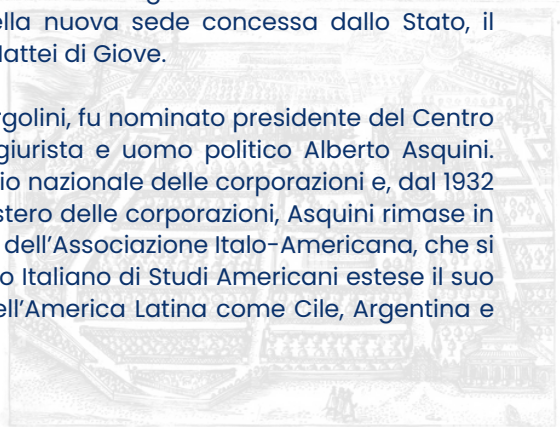 ella nuova sede concessa dallo Stato, il
Mattei di Giove.
rgolini, fu nominato presidente del Centro
giurista e uomo politico Alberto Asquini.
io nazionale delle corporazioni e, dal 1932
stero delle corporazioni, Asquini rimase in
dell’Associazione Italo-Americana, che si
o Italiano di Studi Americani estese il suo
ell’America Latina come Cile, Argentina e